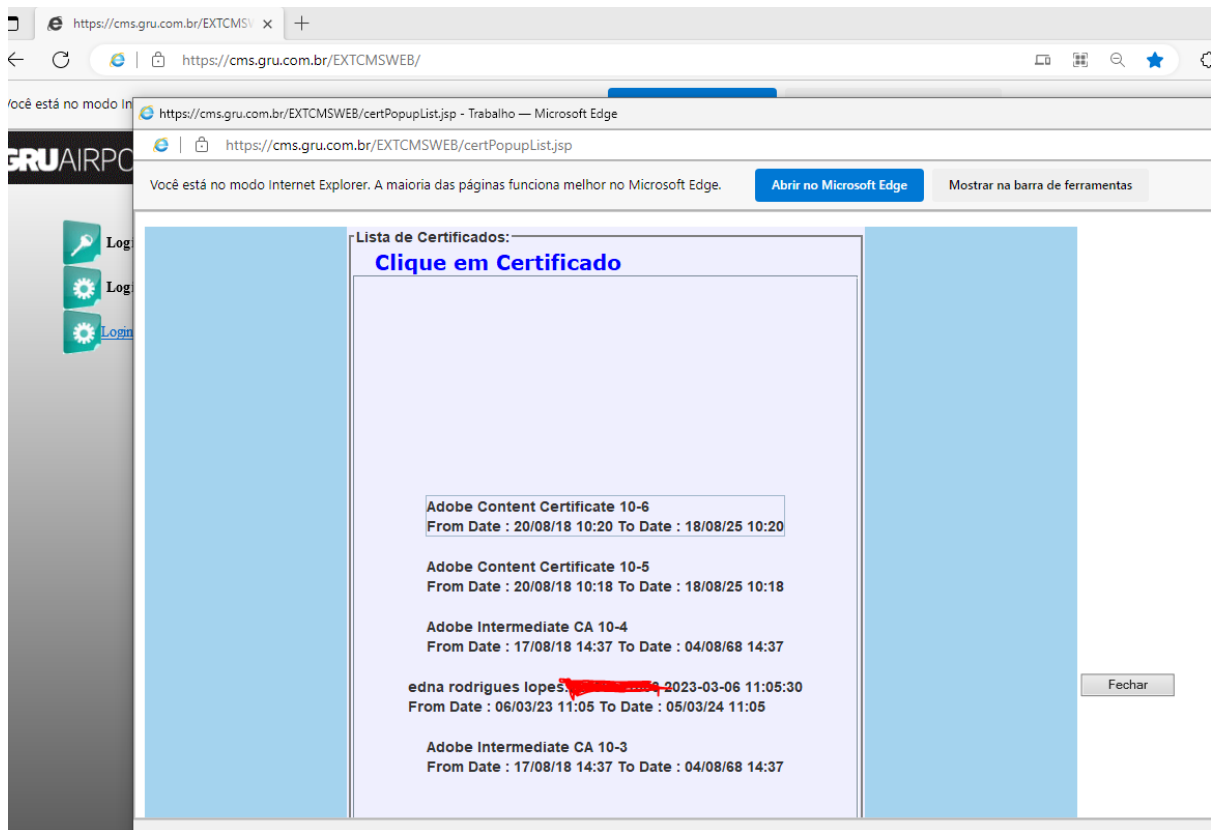 https://cms.gru.com.br/EXTCMSV
https://cms.gru.com.br/EXTCMSWEB/
ocê está no modo In
https://cms.gru.com.br/EXTCMSWEB/certPopupList.jsp - Trabalho — Microsoft Edge
https://cms.gru.com.br/EXTCMSWEB/certPopupList.jsp
GRUAIRPO
Você está no modo Internet Explorer. A maioria das páginas funciona melhor no Microsoft Edge.
Abrir no Microsoft Edge
Mostrar na barra de ferramentas
Logi
Logi
Login
Lista de Certificados:
Clique em Certificado
Adobe Content Certificate 10-6
From Date : 20/08/18 10:20 To Date : 18/08/25 10:20
Adobe Content Certificate 10-5
From Date : 20/08/18 10:18 To Date : 18/08/25 10:18
Adobe Intermediate CA 10-4
From Date : 17/08/18 14:37 To Date : 04/08/68 14:37
edna rodrigues lopes. 2023-03-06 11:05:30
From Date : 06/03/23 11:05 To Date : 05/03/24 11:05
Adobe Intermediate CA 10-3
From Date : 17/08/18 14:37 To Date : 04/08/68 14:37
Fechar